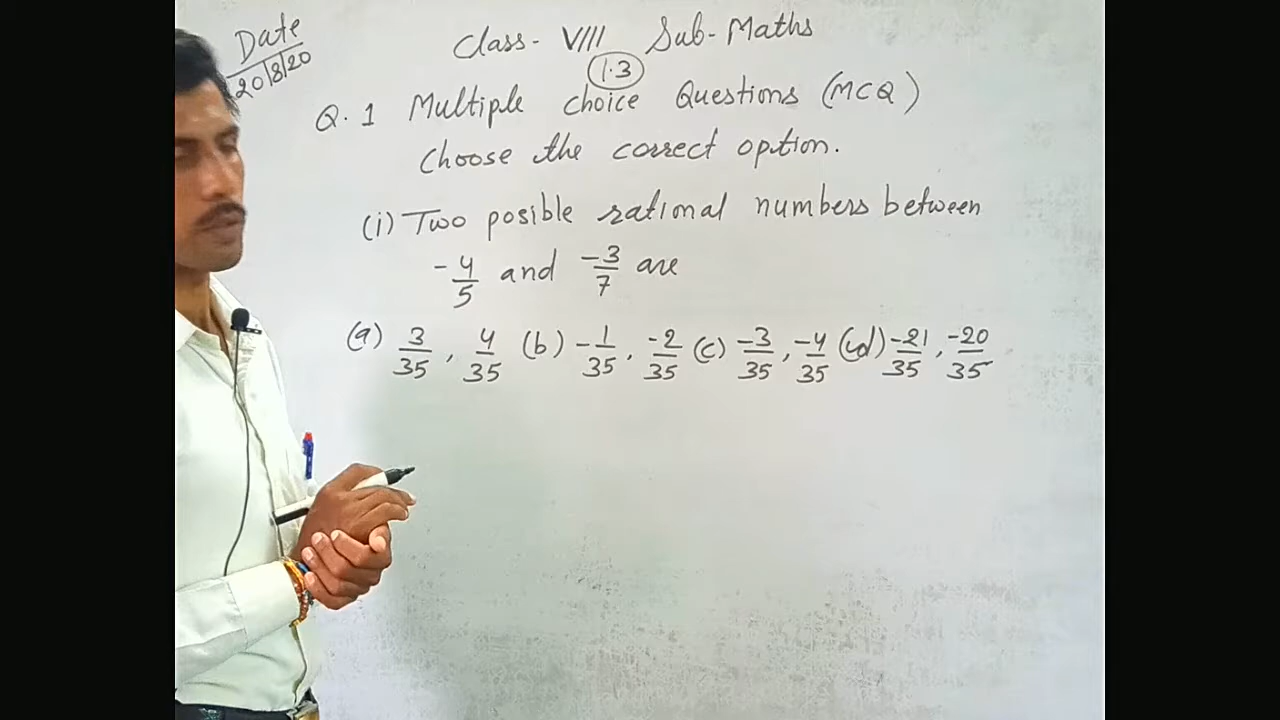 Date
20/8/20
Class- VIII Sub- Maths
1.3
Q. 1 Multiple choice Questions (MCQ)
Choose the correct option.
(i) Two posible rational numbers between
-4/5 and -3/7 are
(a) 3/35, 4/35 (b) -1/35, -2/35 (c) -3/35, -4/35 (d) -21/35, -20/35